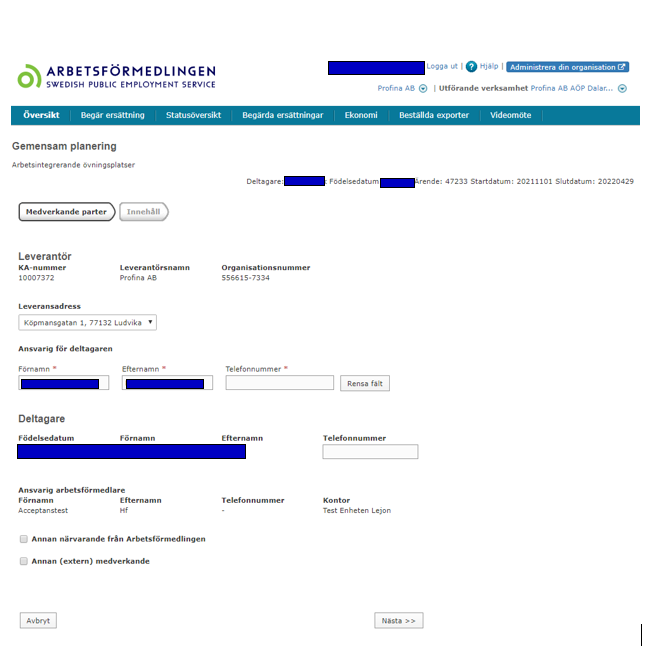 ARBETSFÖRMEDLINGEN
SWEDISH PUBLIC EMPLOYMENT SERVICE
Logga ut | ? Hjälp | Administrera din organisation
Profina AB | Utförande verksamhet Profina AB AÖP Dalar...
Översikt Begär ersättning Statusöversikt Begärda ersättningar Ekonomi Beställda exporter Videomöte
Gemensam planering
Arbetsintegrerande övningsplatser
Deltagare: Födelsedatum Ärende: 47233 Startdatum: 20211101 Slutdatum: 20220429
Medverkande parter Innehåll
Leverantör
KA-nummer Leverantörsnamn Organisationsnummer
10007372 Profina AB 556615-7334
Leveransadress
Köpmansgatan 1, 77132 Ludvika
Ansvarig för deltagaren
Förnamn * Efternamn * Telefonnummer *
Rensa fält
Deltagare
Födelsedatum Förnamn Efternamn Telefonnummer
Ansvarig arbetsförmedlare
Förnamn Efternamn Telefonnummer Kontor
Acceptanstest Hf - Test Enheten Lejon
Annan närvarande från Arbetsförmedlingen
Annan (extern) medverkande
Avbryt Nästa >>